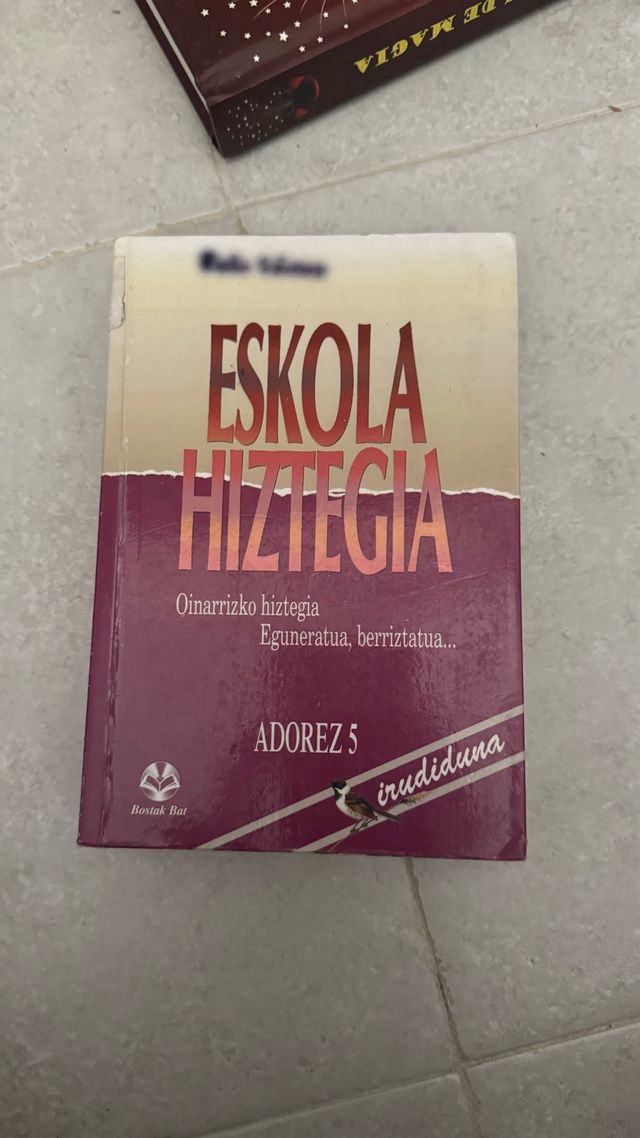 DE MAGIA
ESKOLA
HIZTEGIA
Oinarrizko hiztegia
Eguneratua, berriztatua...
ADOREZ 5
irudiduna
Bostak Bat